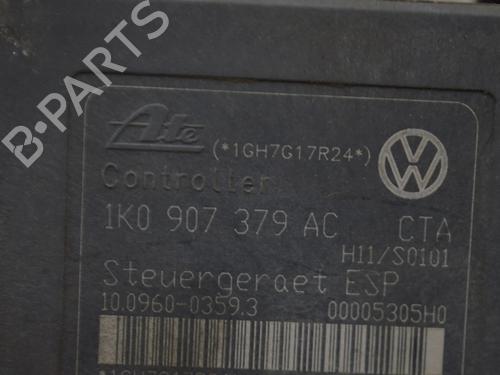 B-PARTS
Ate (*1GH7G17R24*)
Controller
1K0 907 379 AC CTA
H11/S0101
Steuergeraet ESP
10.0960-0359.3 00005305H0